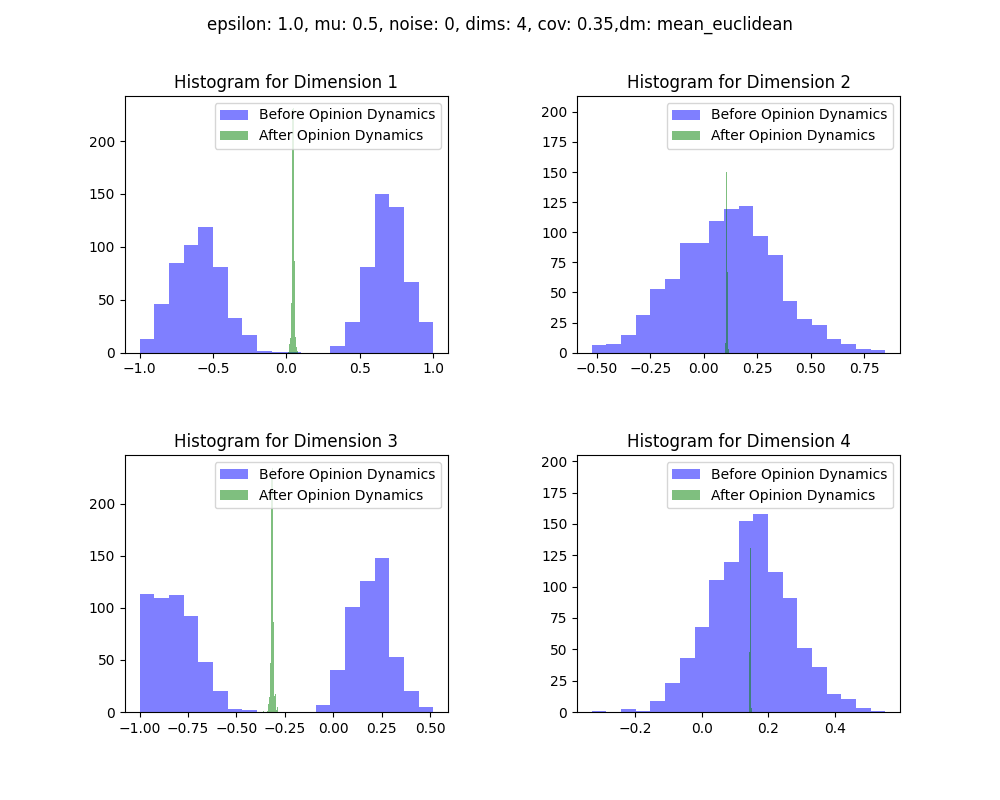 epsilon: 1.0, mu: 0.5, noise: 0, dims: 4, cov: 0.35,dm: mean_euclidean
Histogram for Dimension 1
Before Opinion Dynamics
After Opinion Dynamics
200
150
100
50
0
−1.0 −0.5 0.0 0.5 1.0
Histogram for Dimension 2
Before Opinion Dynamics
After Opinion Dynamics
200
175
150
125
100
75
50
25
0
−0.50 −0.25 0.00 0.25 0.50 0.75
Histogram for Dimension 3
Before Opinion Dynamics
After Opinion Dynamics
200
150
100
50
0
−1.00 −0.75 −0.50 −0.25 0.00 0.25 0.50
Histogram for Dimension 4
Before Opinion Dynamics
After Opinion Dynamics
200
175
150
125
100
75
50
25
0
−0.2 0.0 0.2 0.4